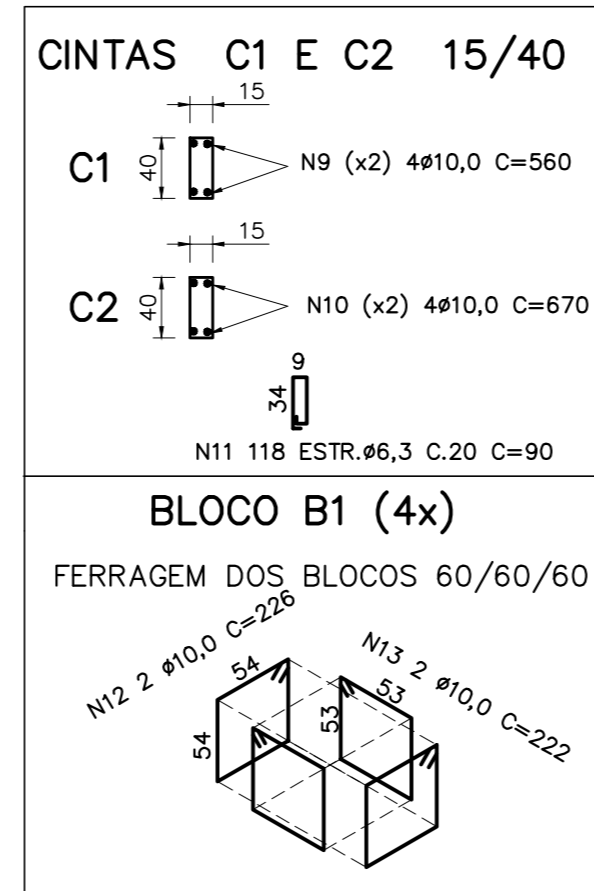 CINTAS C1 E C2 15/40
15
C1
40
N9 (x2) 4ø10,0 C=560
15
C2
40
N10 (x2) 4ø10,0 C=670
9
34
N11 118 ESTR.ø6,3 C.20 C=90
BLOCO B1 (4x)
FERRAGEM DOS BLOCOS 60/60/60
N12 2 ø10,0 C=226
54
54
N13 2 ø10,0 C=222
53
53